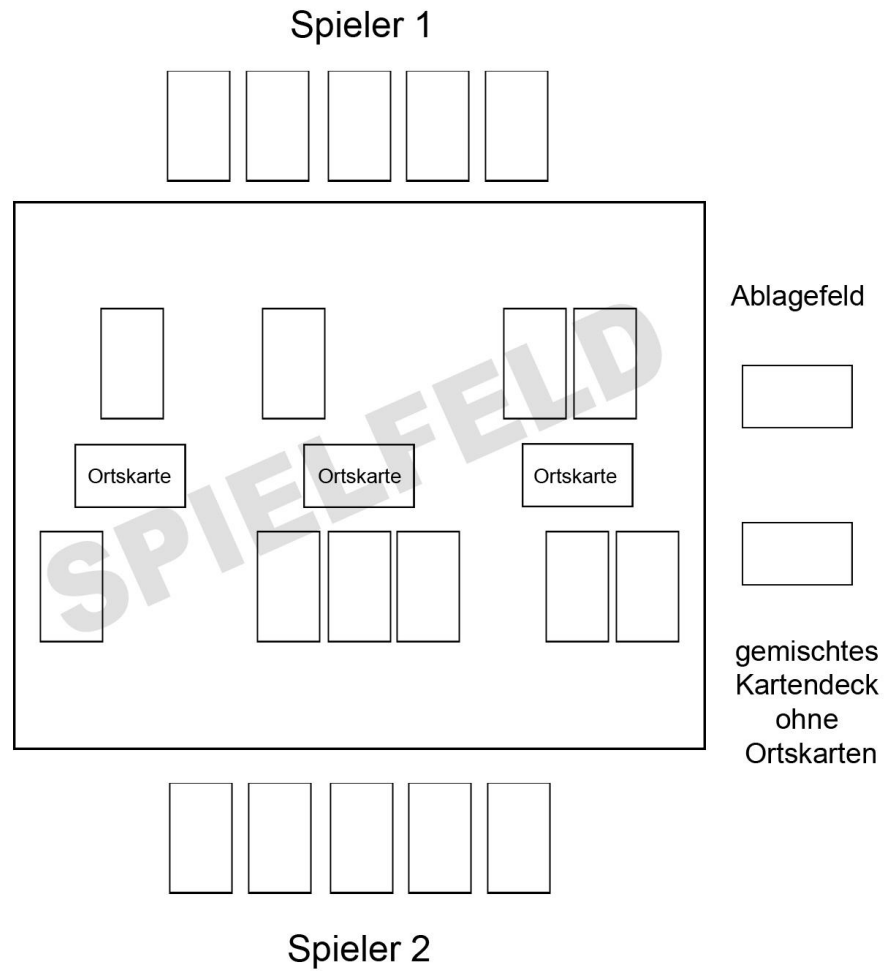 Spieler 1
Ablagefeld
Ortskarte
Ortskarte
Ortskarte
SPIELFELD
gemischtes
Kartendeck
ohne
Ortskarten
Spieler 2